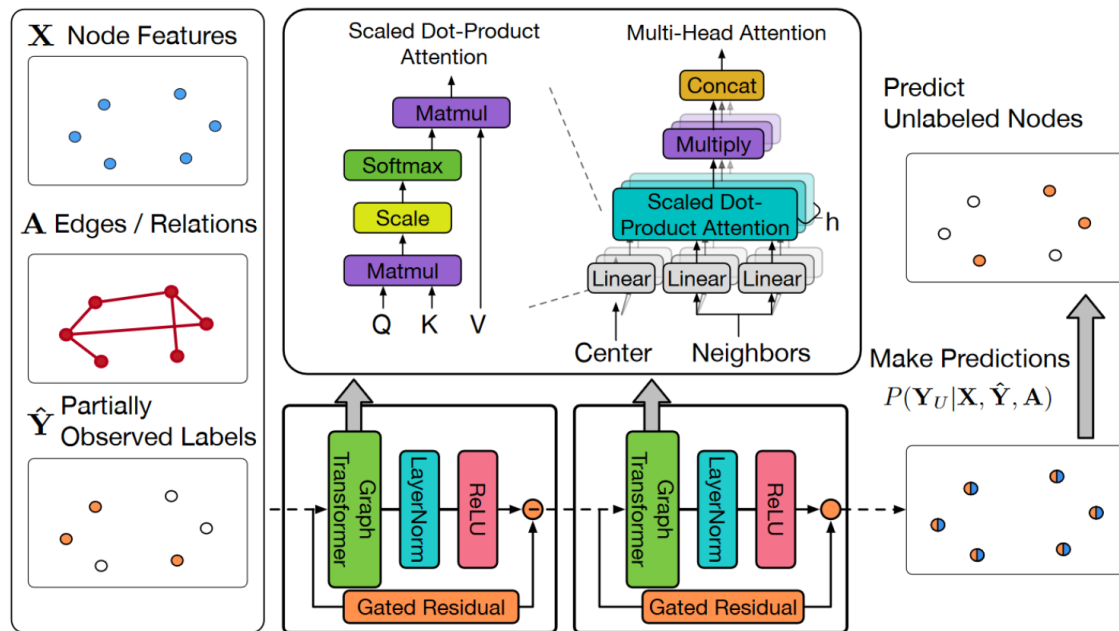 X Node Features
A Edges / Relations
Ŷ Partially
Observed Labels
Scaled Dot-Product
Attention
Matmul
Softmax
Scale
Matmul
Q K V
Multi-Head Attention
Concat
Multiply
Scaled Dot-
Product Attention
h
Linear Linear Linear
Center Neighbors
Graph
Transformer
LayerNorm
ReLU
Gated Residual
Graph
Transformer
LayerNorm
ReLU
Gated Residual
Predict
Unlabeled Nodes
Make Predictions
P(Y_U|X, Ŷ, A)